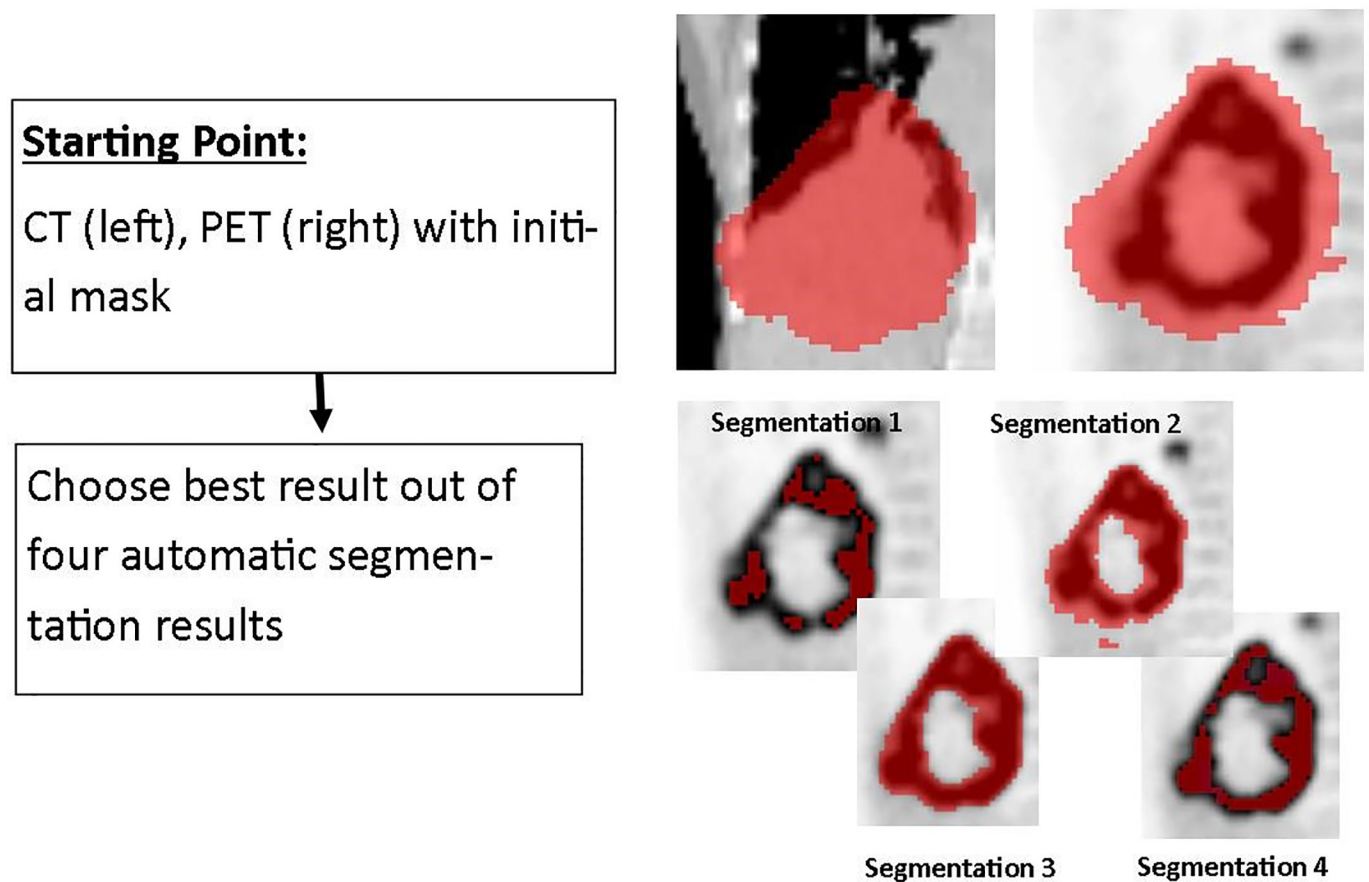 Starting Point:
CT (left), PET (right) with initi-
al mask
Choose best result out of
four automatic segmen-
tation results
Segmentation 1
Segmentation 2
Segmentation 3
Segmentation 4